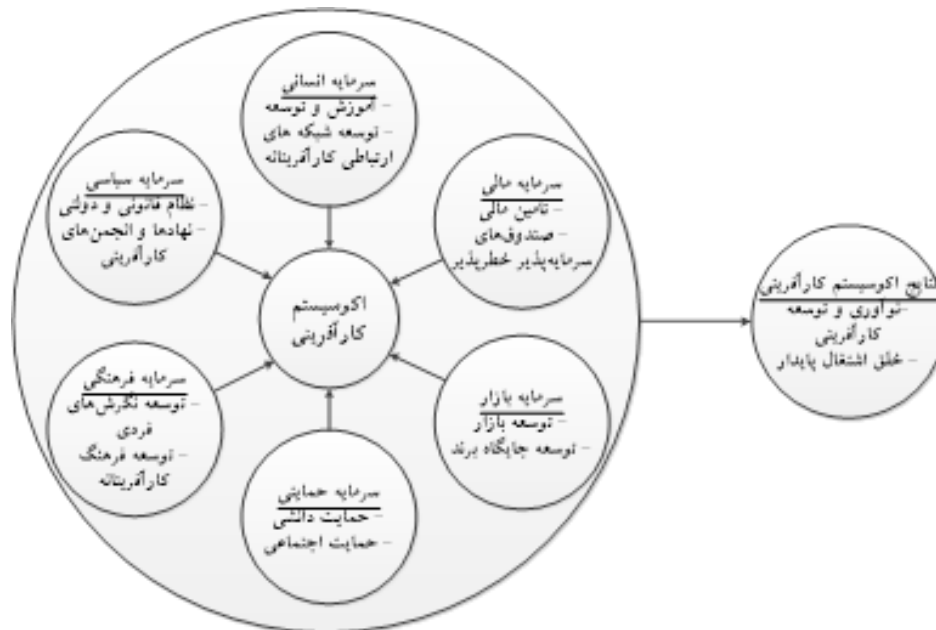 سرمایه انسانی
- آموزش و توسعه
- توسعه شبکه های
ارتباطی کارآفرینانه
سرمایه مالی
- تامین مالی
- صندوق‌های
سرمایه‌پذیر خطرپذیر
سرمایه سیاسی
- نظام قانونی و دولتی
- نهادها و انجمن‌های
کارآفرینی
اکوسیستم
کارآفرینی
نتایج اکوسیستم کارآفرینی
- نوآوری و توسعه
کارآفرینی
- خلق اشتغال پایدار
سرمایه بازار
- توسعه بازار
- توسعه جایگاه برند
سرمایه فرهنگی
- توسعه نگرش‌های
فردی
- توسعه فرهنگ
کارآفرینانه
سرمایه حمایتی
- حمایت دانشی
- حمایت اجتماعی